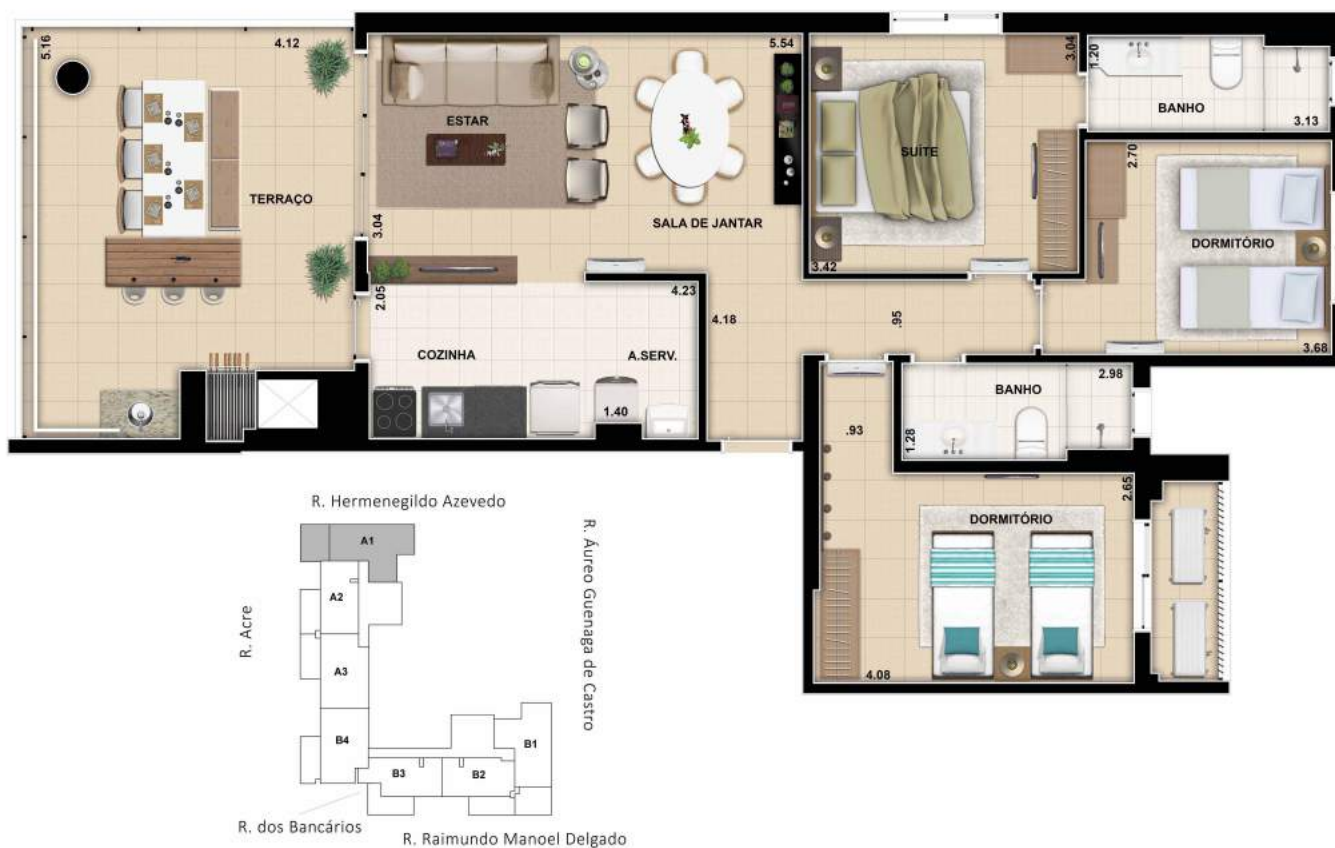 5.16
4.12
5.54
3.04
1.20
BANHO
3.13
ESTAR
SUÍTE
2.70
TERRAÇO
SALA DE JANTAR
3.04
DORMITÓRIO
3.42
2.05
4.23
4.18
.95
3.68
COZINHA
A.SERV.
1.40
BANHO
2.98
.93
1.28
2.65
DORMITÓRIO
4.08
R. Hermenegildo Azevedo
A1
R. Áureo Guenaga de Castro
A2
R. Acre
A3
B4
B1
B3
B2
R. dos Bancários
R. Raimundo Manoel Delgado